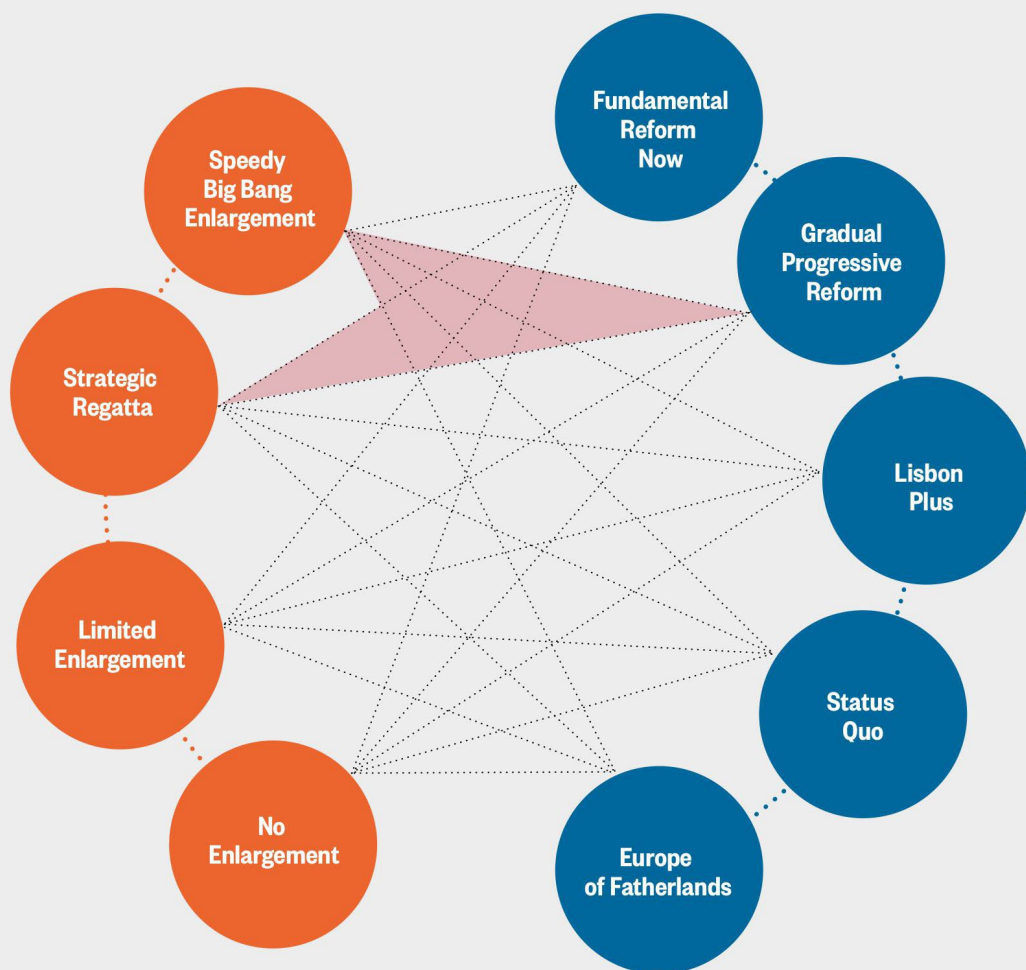 Speedy
Big Bang
Enlargement
Strategic
Regatta
Limited
Enlargement
No
Enlargement
Fundamental
Reform
Now
Gradual
Progressive
Reform
Lisbon
Plus
Status
Quo
Europe
of Fatherlands